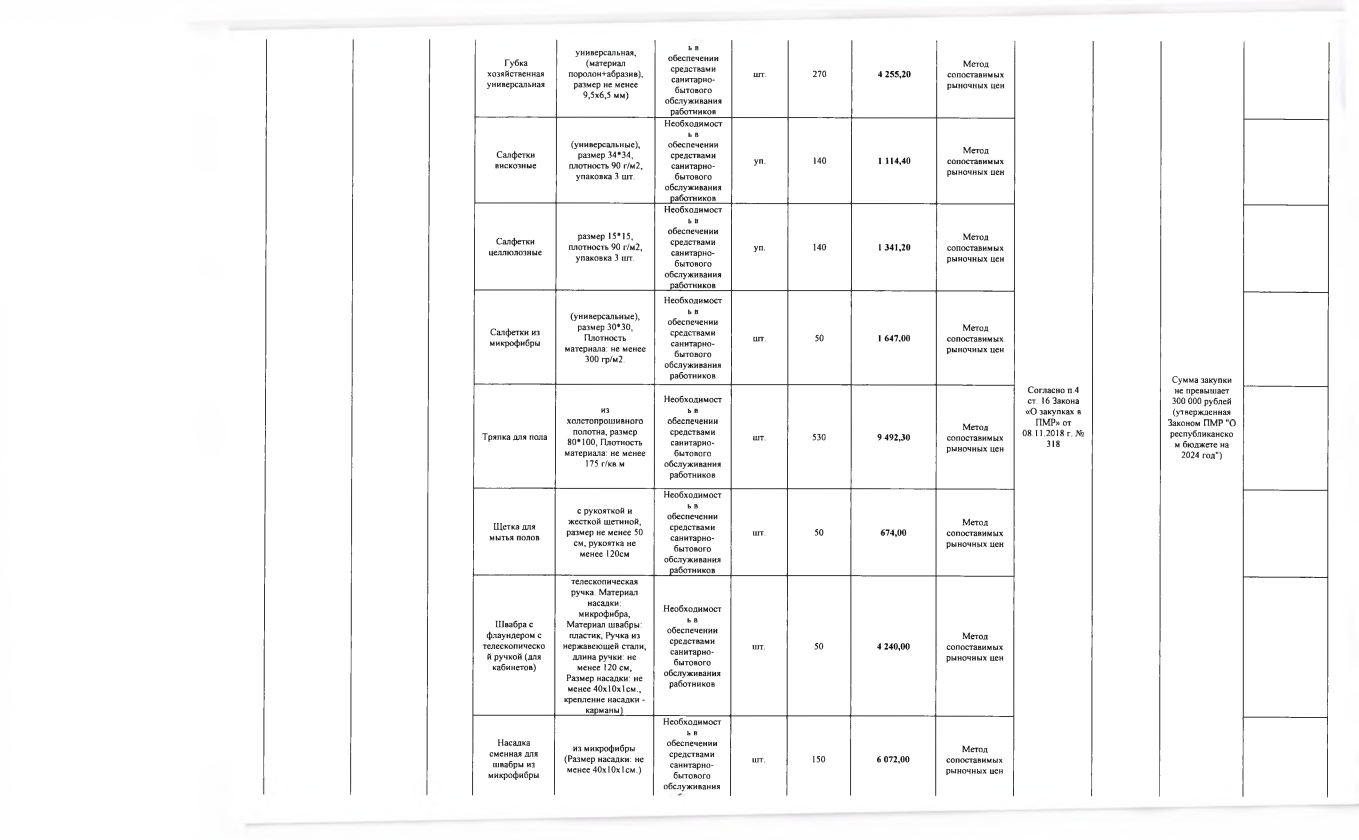 Губка
хозяйственная
универсальная
универсальная,
(материал
поролон+абразив),
размер не менее
9,5х6,5 мм)
ь в
обеспечении
средствами
санитарно-
бытового
обслуживания
работников
шт.
270
4 255,20
Метод
сопоставимых
рыночных цен
Салфетки
вискозные
(универсальные),
размер 34*34,
плотность 90 г/м2,
упаковка 3 шт.
Необходимост
ь в
обеспечении
средствами
санитарно-
бытового
обслуживания
работников
уп.
140
1 114,40
Метод
сопоставимых
рыночных цен
Салфетки
целлюлозные
размер 15*15,
плотность 90 г/м2,
упаковка 3 шт.
Необходимост
ь в
обеспечении
средствами
санитарно-
бытового
обслуживания
работников
уп.
140
1 341,20
Метод
сопоставимых
рыночных цен
Салфетки из
микрофибры
(универсальные),
размер 30*30,
Плотность
материала: не менее
300 гр/м2.
Необходимост
ь в
обеспечении
средствами
санитарно-
бытового
обслуживания
работников
шт.
50
1 647,00
Метод
сопоставимых
рыночных цен
Тряпка для пола
из
холстопрошивного
полотна, размер
80*100, Плотность
материала: не менее
175 г/кв м
Необходимост
ь в
обеспечении
средствами
санитарно-
бытового
обслуживания
работников
шт.
530
9 492,30
Метод
сопоставимых
рыночных цен
Согласно п.4
ст. 16 Закона
«О закупках в
ПМР» от
08.11.2018 г. №
318
Сумма закупки
не превышает
300 000 рублей
(утвержденная
Законом ПМР "О
республиканско
м бюджете на
2024 год")
Щетка для
мытья полов
с рукояткой и
жесткой щетиной,
размер не менее 50
см, рукоятка не
менее 120см
Необходимост
ь в
обеспечении
средствами
санитарно-
бытового
обслуживания
работников
шт.
50
674,00
Метод
сопоставимых
рыночных цен
Швабра с
флаундером с
телескопическо
й ручкой (для
кабинетов)
телескопическая
ручка. Материал
насадки:
микрофибра,
Материал швабры:
пластик, Ручка из
нержавеющей стали,
длина ручки: не
менее 120 см,
Размер насадки: не
менее 40х10х1см.,
крепление насадки -
карманы)
Необходимост
ь в
обеспечении
средствами
санитарно-
бытового
обслуживания
работников
шт.
50
4 240,00
Метод
сопоставимых
рыночных цен
Насадка
сменная для
швабры из
микрофибры
из микрофибры
(Размер насадки: не
менее 40х10х1см.)
Необходимост
ь в
обеспечении
средствами
санитарно-
бытового
обслуживания
шт.
150
6 072,00
Метод
сопоставимых
рыночных цен